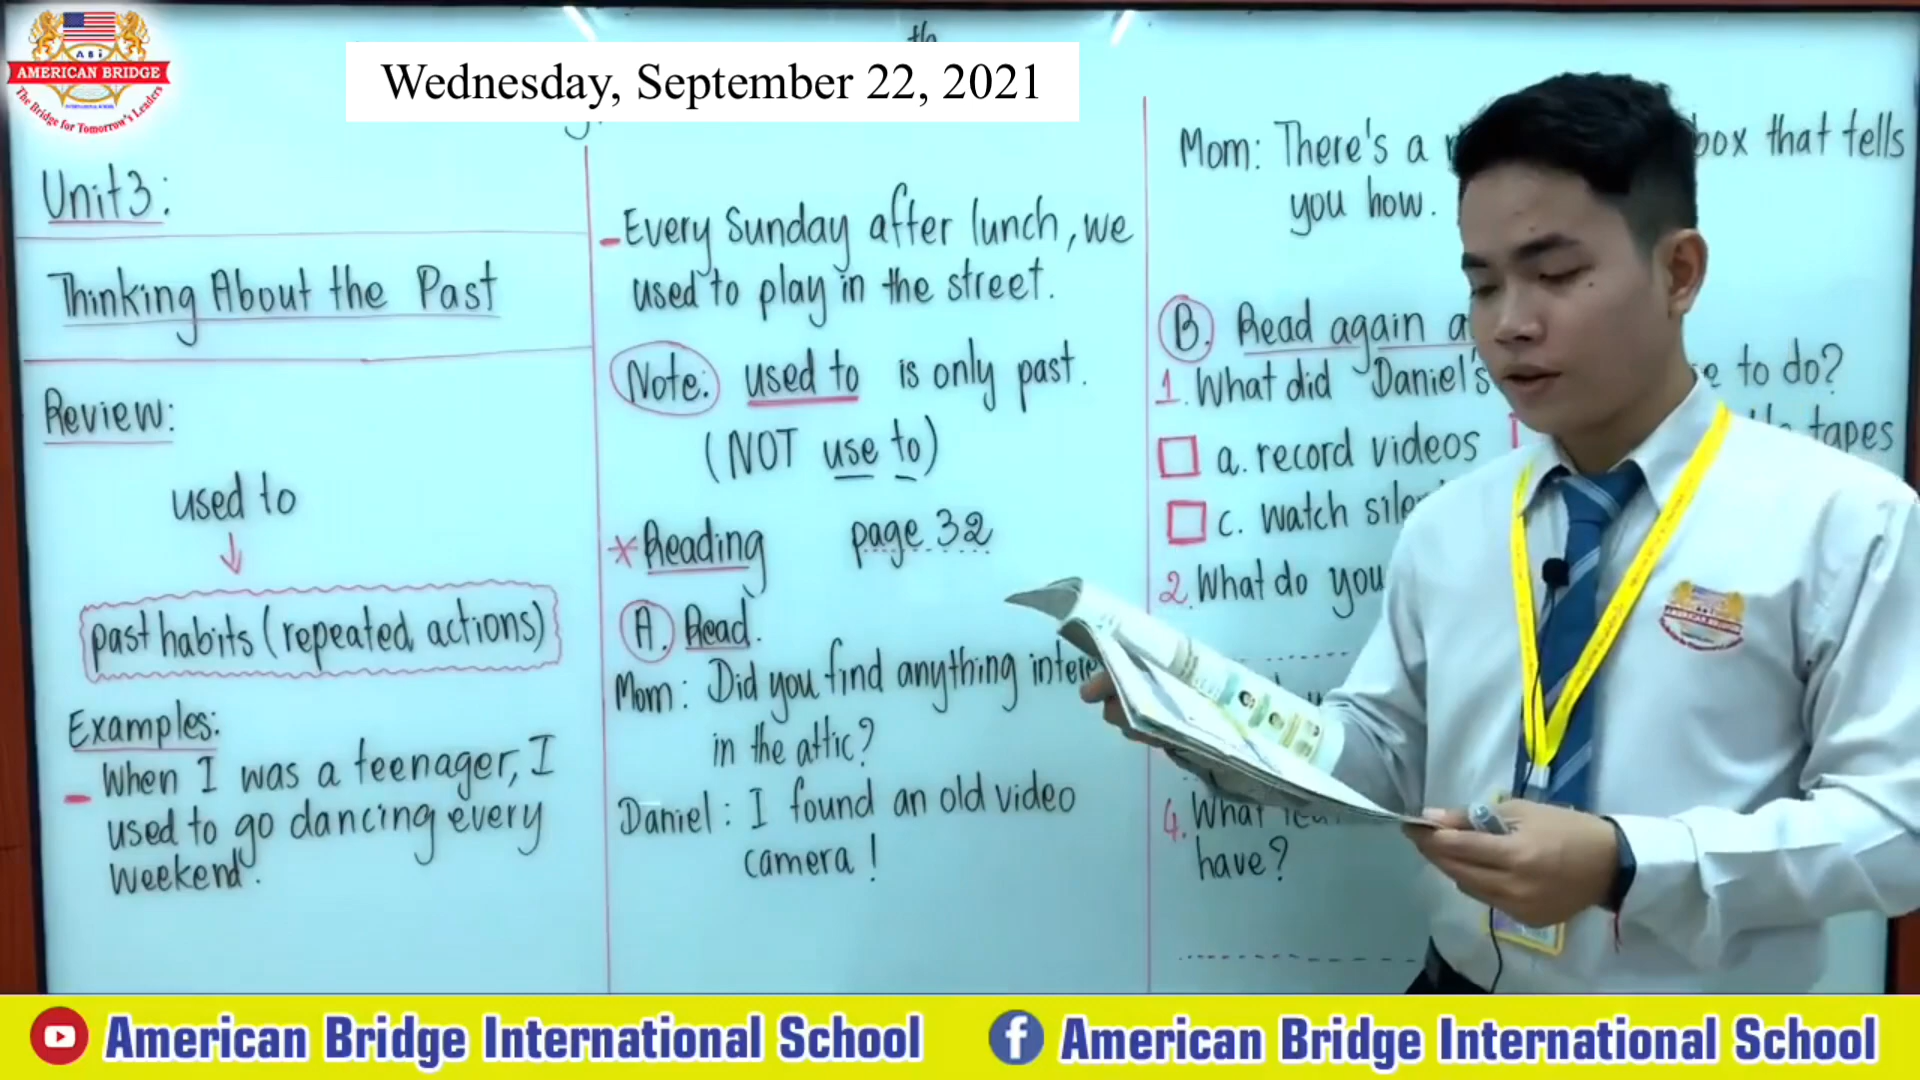 AMERICAN BRIDGE
The Bridge for Tomorrow's Leaders
Wednesday, September 22, 2021
th
Unit3:
Thinking About the Past
Review:
used to
past habits (repeated actions)
Examples:
- When I was a teenager, I
used to go dancing every
weekend.
- Every Sunday after lunch, we
used to play in the street.
Note: used to is only past.
(NOT use to)
* Reading page 32
A. Read.
Mom: Did you find anything
in the attic?
Daniel: I found an old video
camera!
Mom: There's a box that tells
you how.
B. Read again
1. What did Daniel's to do?
a. record videos tapes
c. watch
2. What do you
4. What
have?
American Bridge International School
American Bridge International School